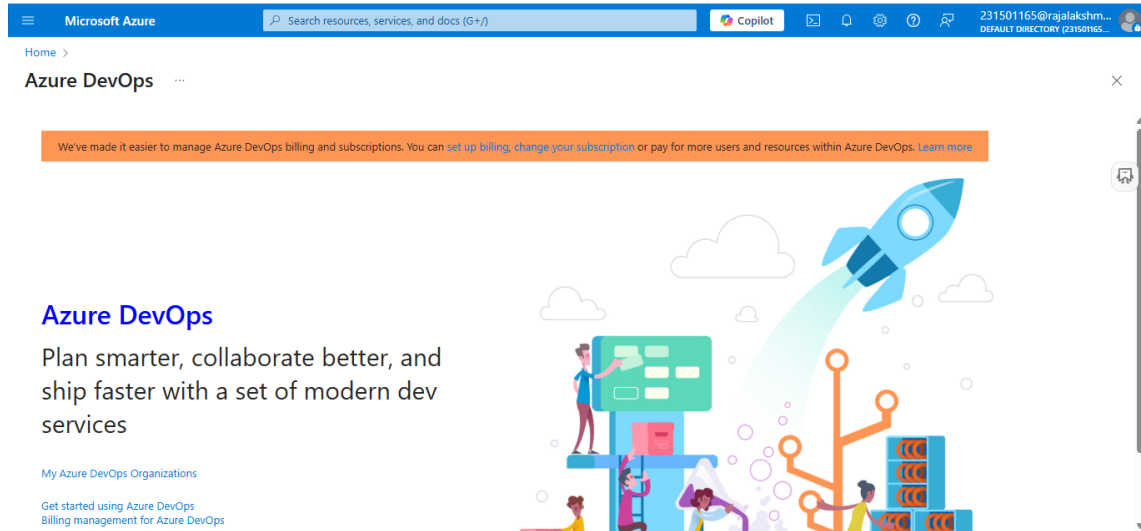 Microsoft Azure
Search resources, services, and docs (G+/)
Copilot
231501165@rajalakshm...
DEFAULT DIRECTORY (231501165...
Home >
Azure DevOps ...
We've made it easier to manage Azure DevOps billing and subscriptions. You can set up billing, change your subscription or pay for more users and resources within Azure DevOps. Learn more
Azure DevOps
Plan smarter, collaborate better, and
ship faster with a set of modern dev
services
My Azure DevOps Organizations
Get started using Azure DevOps
Billing management for Azure DevOps